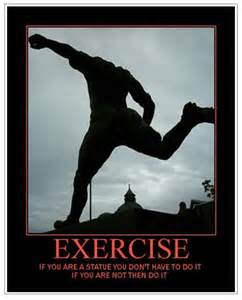 EXERCISE
IF YOU ARE A STATUE YOU DON'T HAVE TO DO IT
IF YOU ARE NOT THEN DO IT